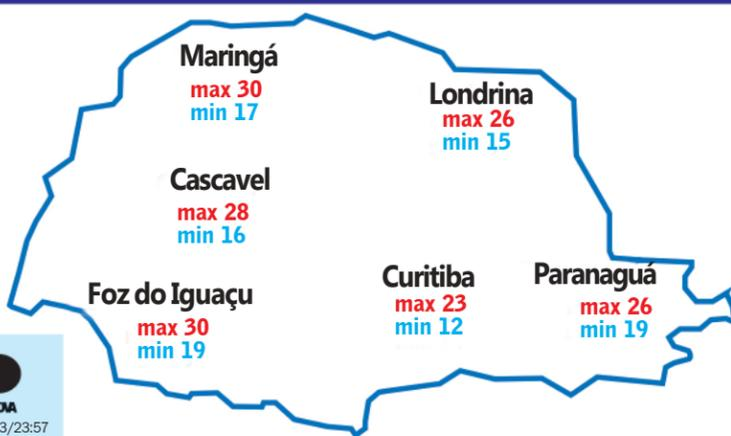 Maringá
max 30
min 17
Londrina
max 26
min 15
Cascavel
max 28
min 16
Foz do Iguaçu
max 30
min 19
Curitiba
max 23
min 12
Paranaguá
max 26
min 19
3/23:57